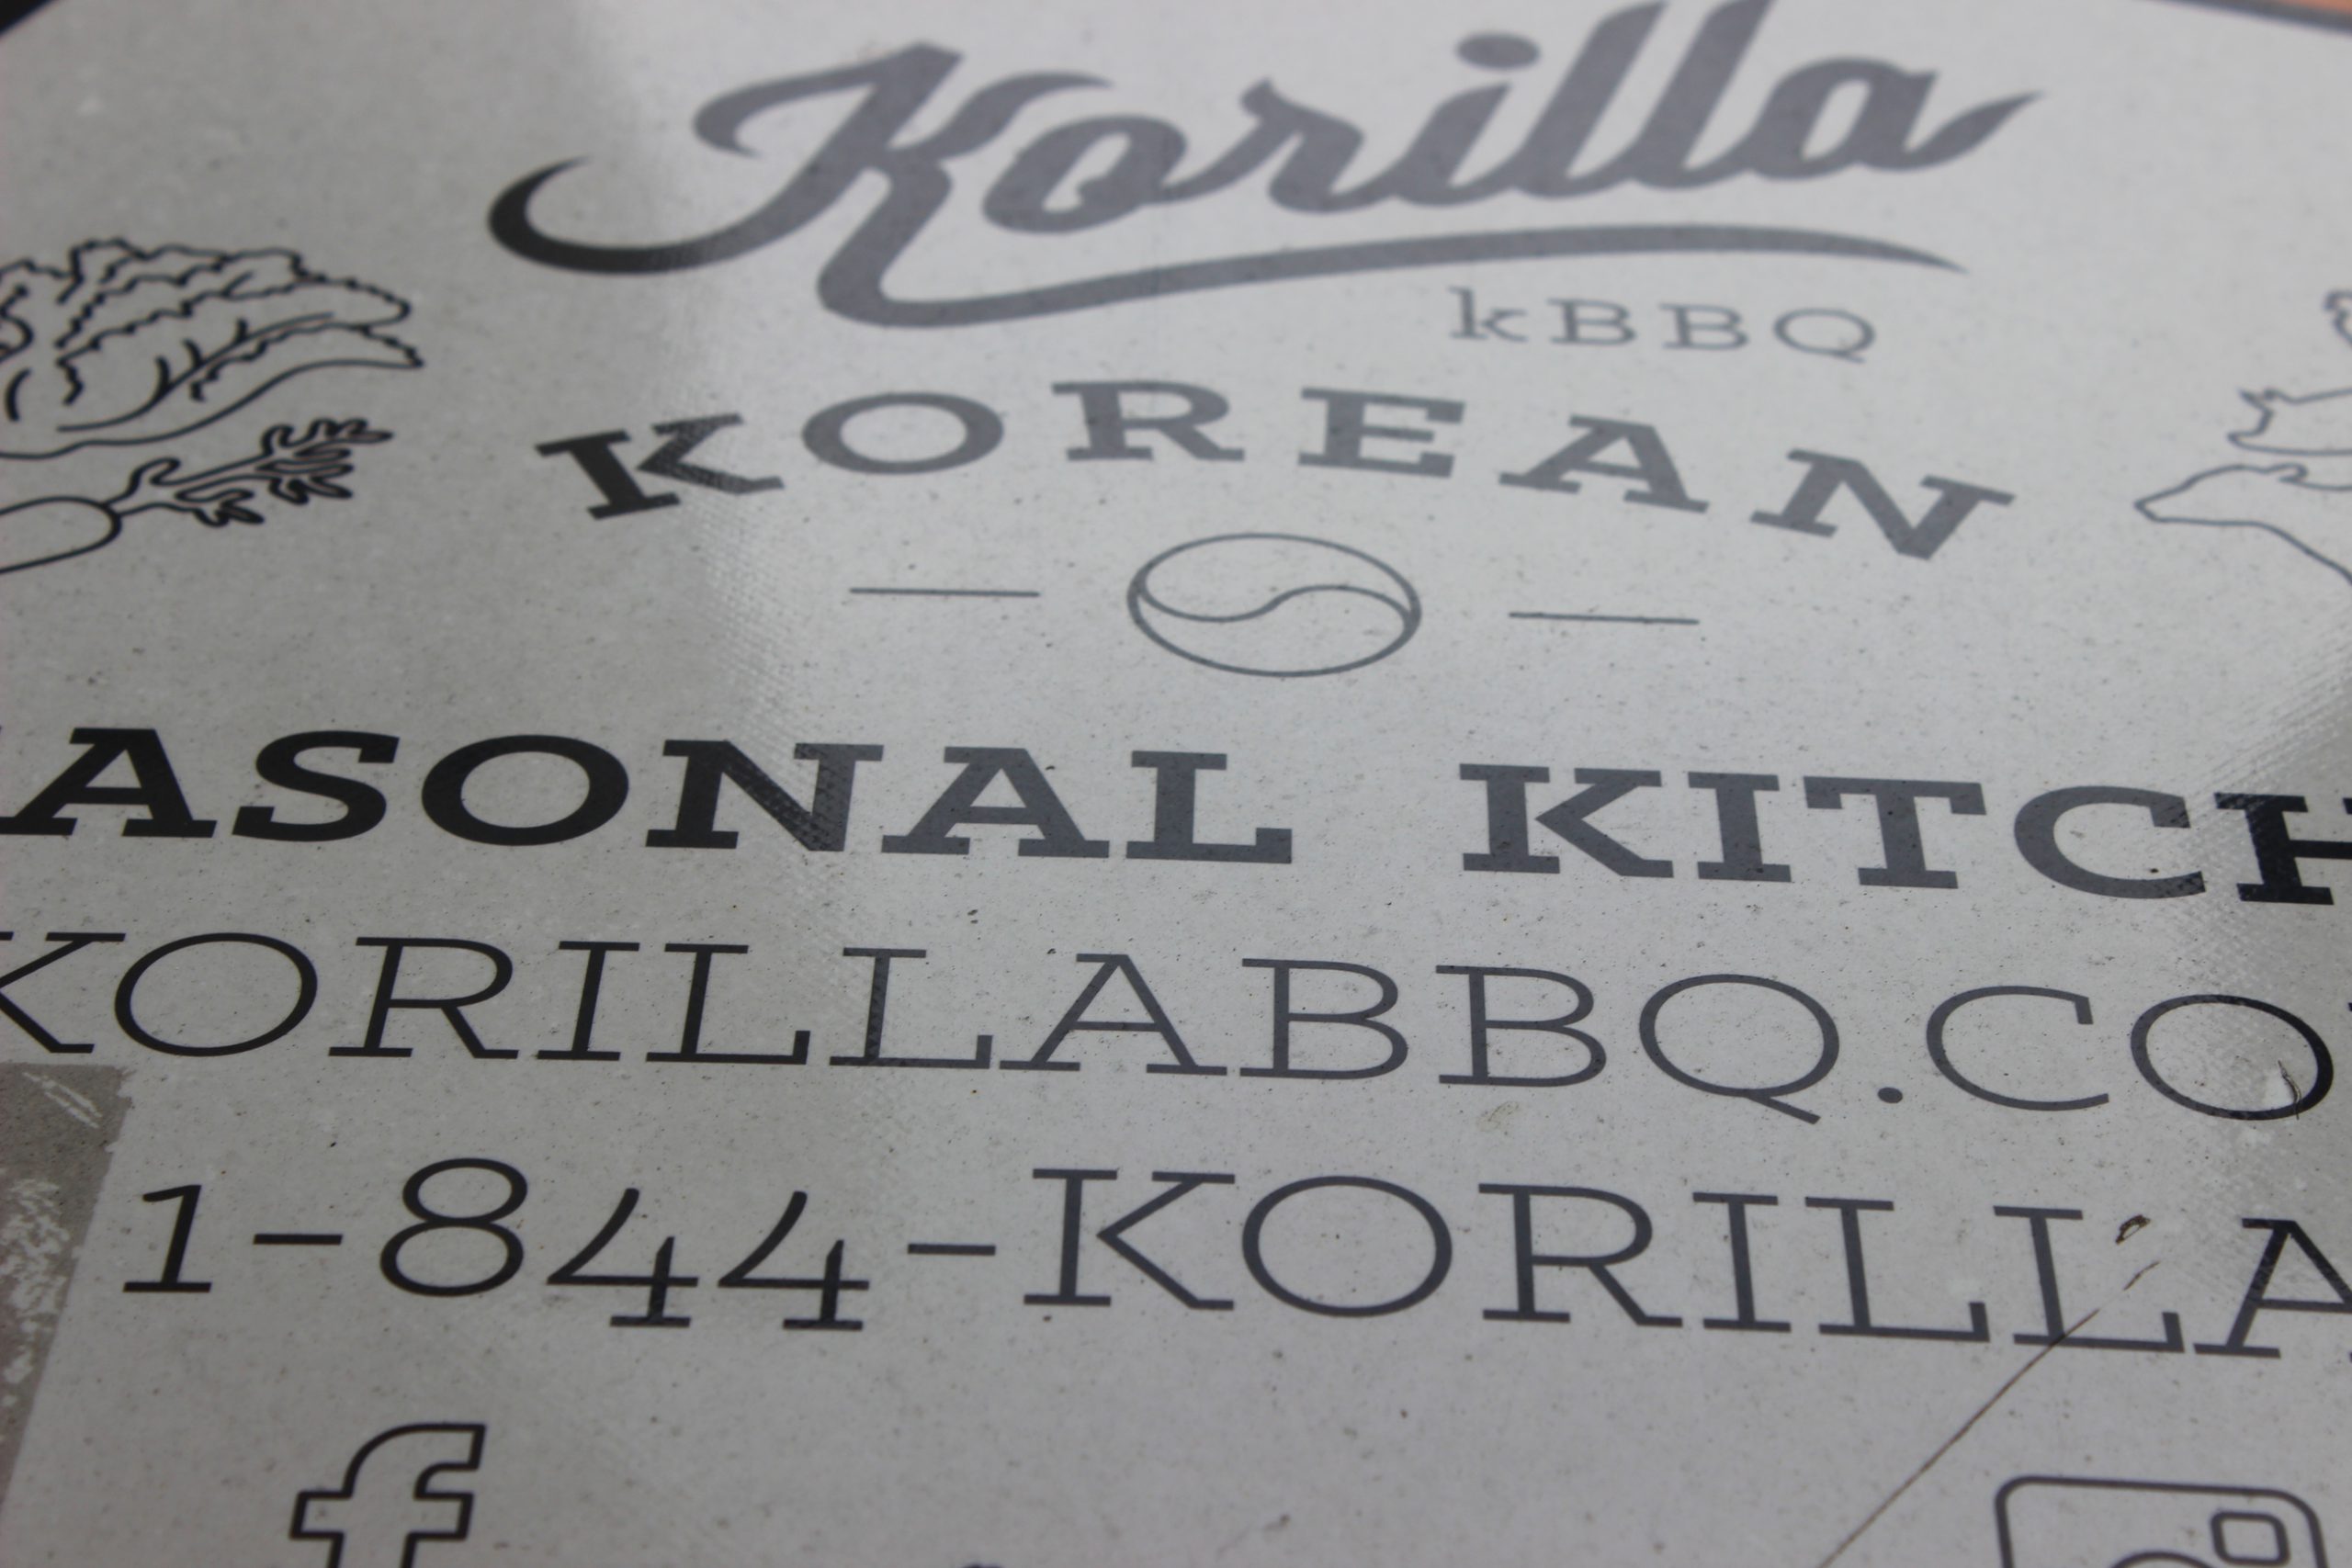 Korilla
kBBQ
KOREAN
ASONAL KITCH
KORILLABBQ.CO
1-844-KORILLA
f